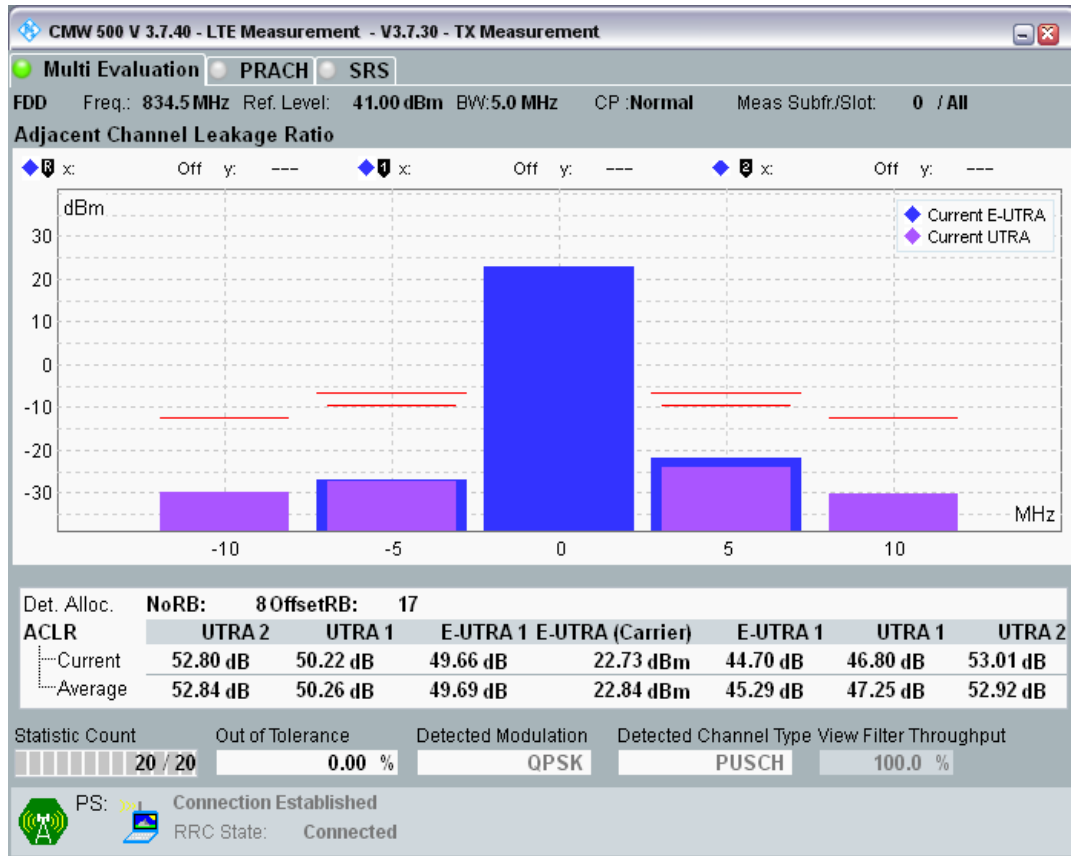 CMW 500 V 3.7.40 - LTE Measurement - V3.7.30 - TX Measurement
Multi Evaluation PRACH SRS
FDD Freq.: 834.5 MHz Ref. Level: 41.00 dBm BW: 5.0 MHz CP :Normal Meas Subfr./Slot: 0 / All
Adjacent Channel Leakage Ratio
R x: Off y: --- 1 x: Off y: --- 2 x: Off y: ---
dBm
Current E-UTRA
Current UTRA
30
20
10
0
-10
-20
-30
MHz
-10 -5 0 5 10
Det. Alloc. NoRB: 8 OffsetRB: 17
ACLR UTRA 2 UTRA 1 E-UTRA 1 E-UTRA (Carrier) E-UTRA 1 UTRA 1 UTRA 2
Current 52.80 dB 50.22 dB 49.66 dB 22.73 dBm 44.70 dB 46.80 dB 53.01 dB
Average 52.84 dB 50.26 dB 49.69 dB 22.84 dBm 45.29 dB 47.25 dB 52.92 dB
Statistic Count Out of Tolerance Detected Modulation Detected Channel Type View Filter Throughput
20 / 20 0.00 % QPSK PUSCH 100.0 %
PS: Connection Established
RRC State: Connected